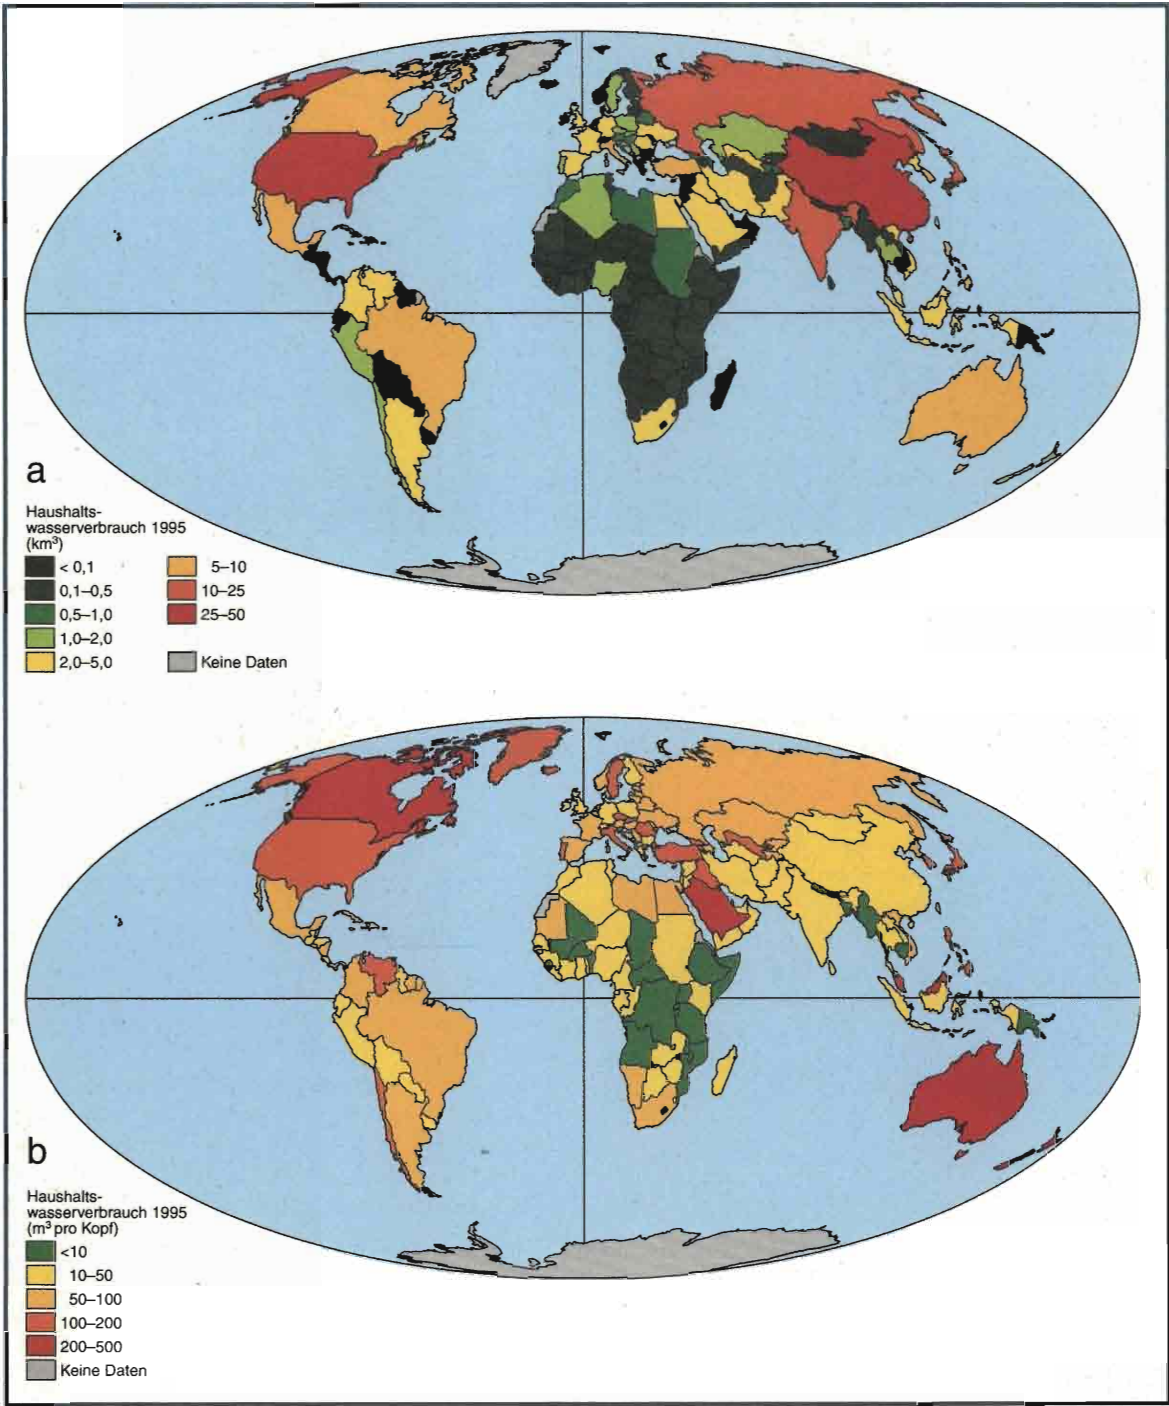 a
Haushalts-
wasserverbrauch 1995
(km³)
< 0,1
0,1–0,5
0,5–1,0
1,0–2,0
2,0–5,0
5–10
10–25
25–50
Keine Daten
b
Haushalts-
wasserverbrauch 1995
(m³ pro Kopf)
<10
10–50
50–100
100–200
200–500
Keine Daten